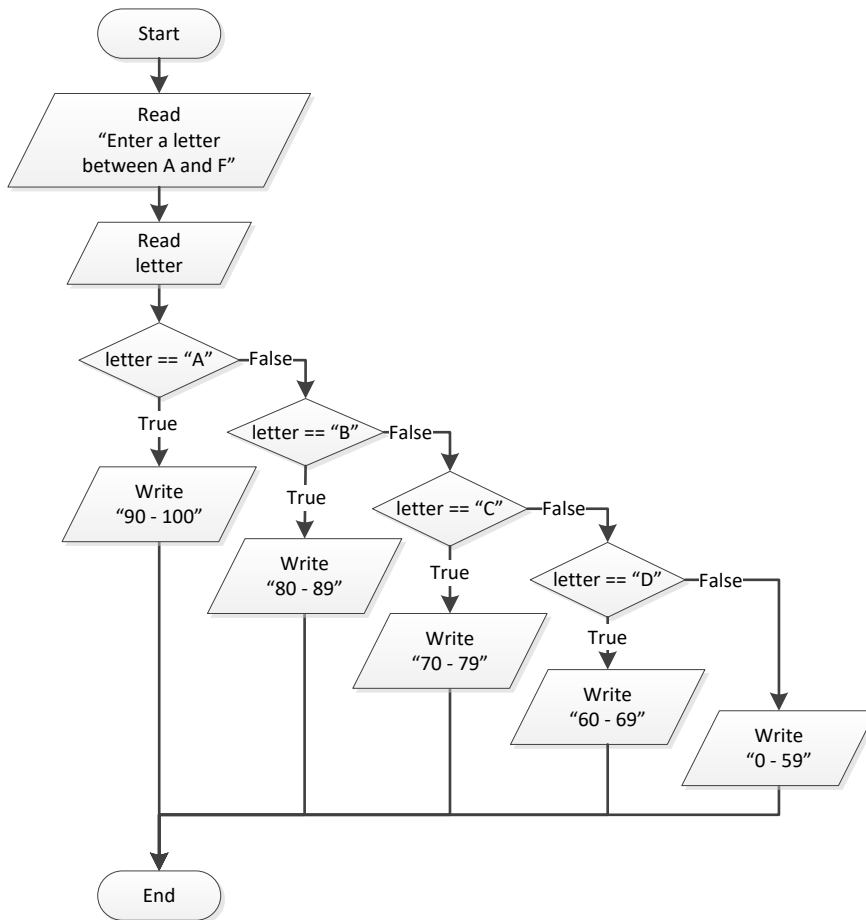 Start
Read
“Enter a letter
between A and F”
Read
letter
letter == “A”
False
True
letter == “B”
False
Write
“90 - 100”
True
letter == “C”
False
Write
“80 - 89”
True
letter == “D”
False
Write
“70 - 79”
True
Write
“60 - 69”
Write
“0 - 59”
End